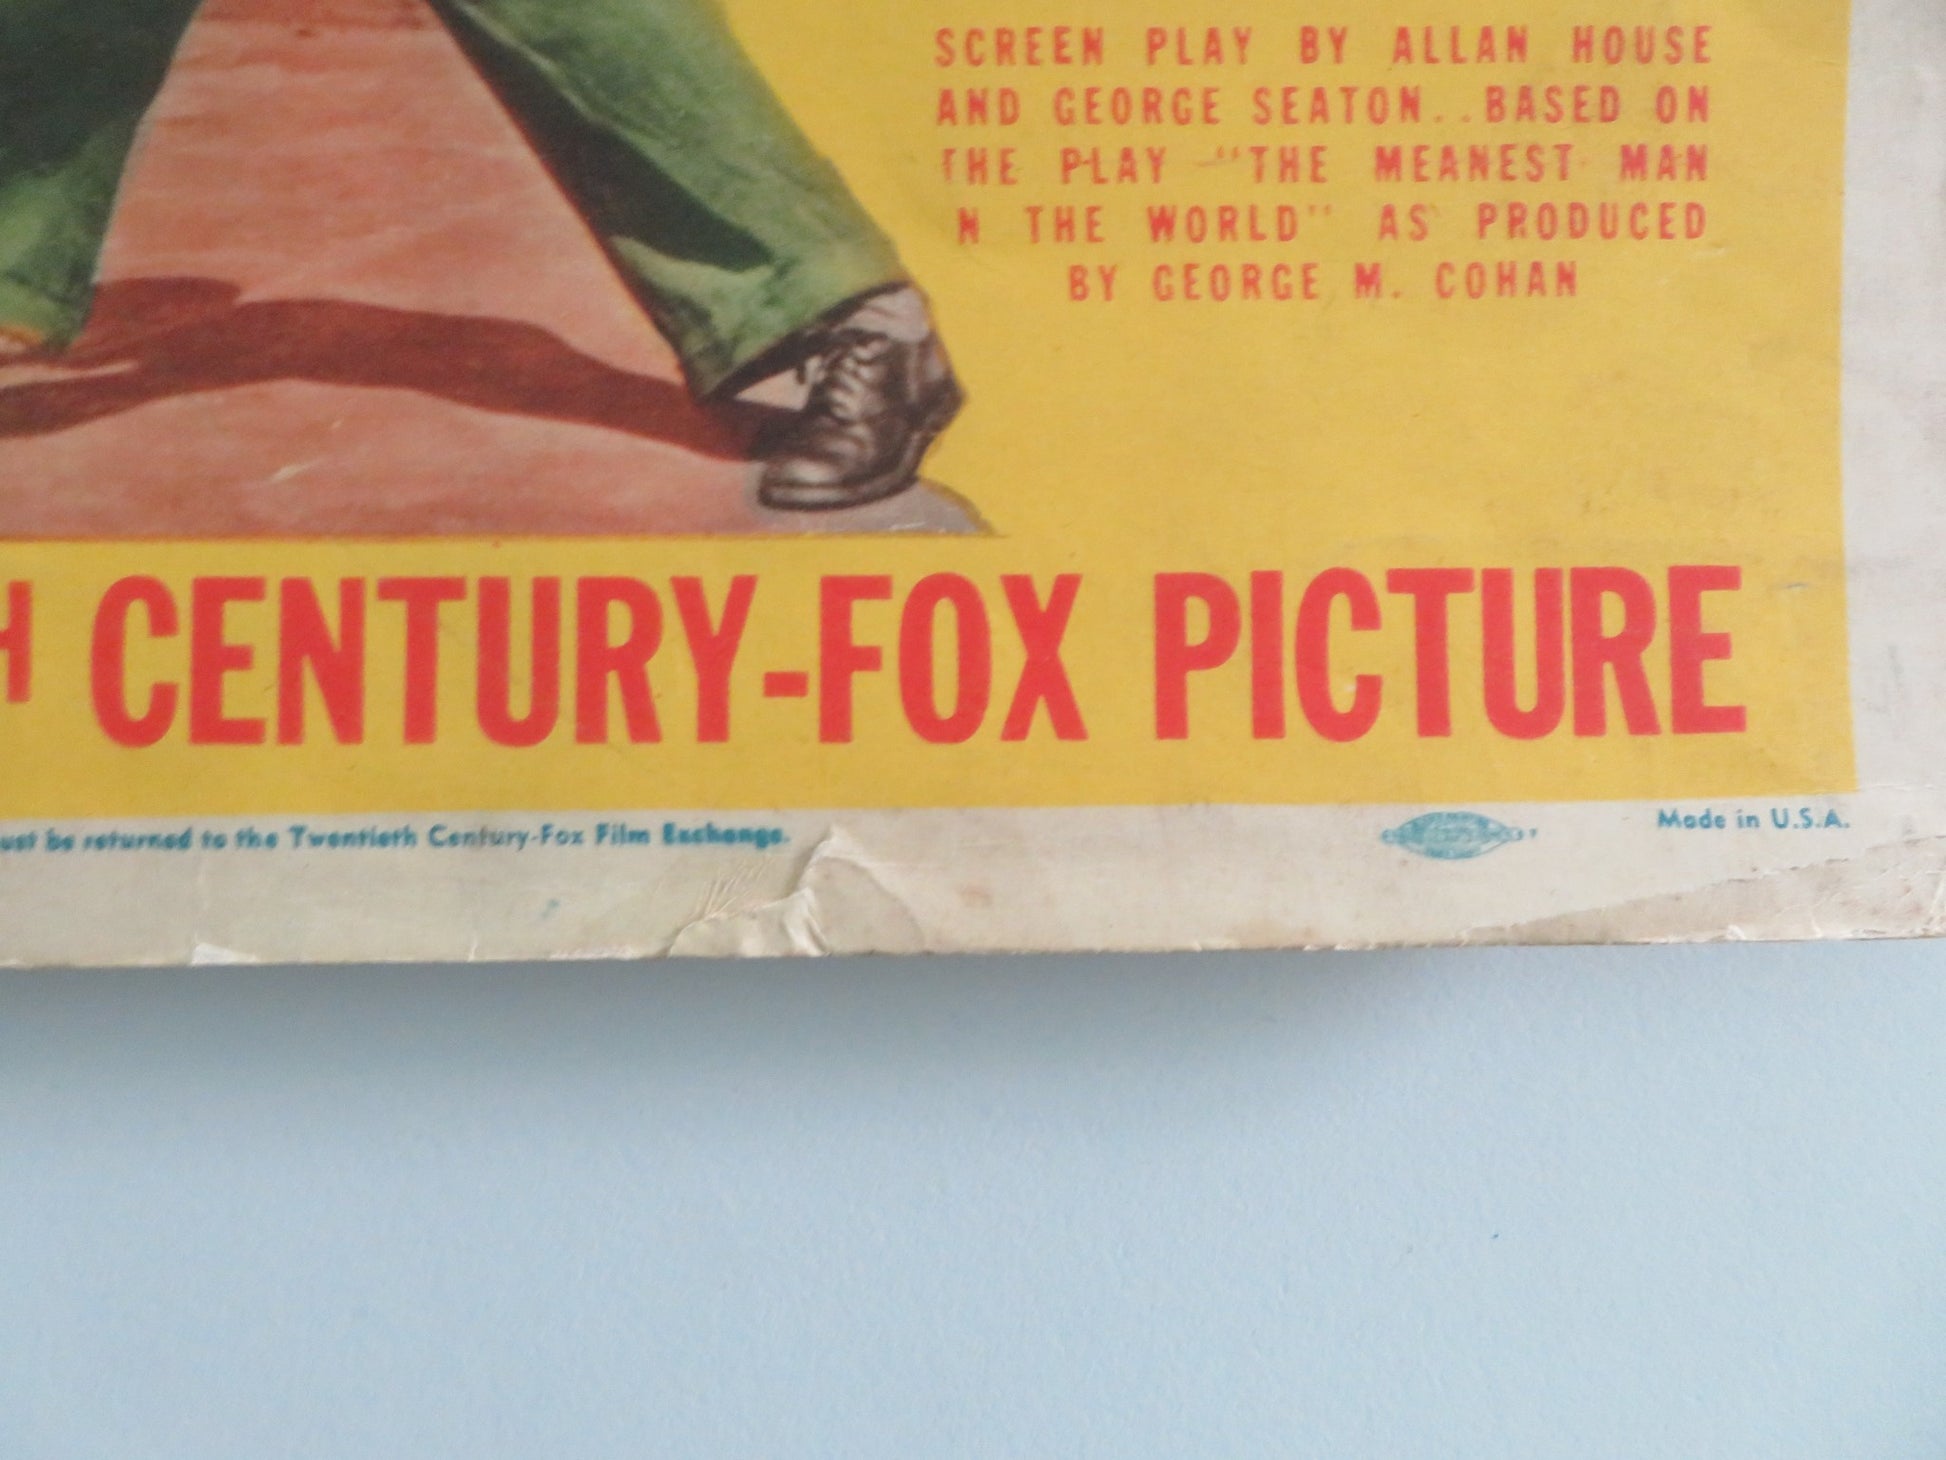 SCREEN PLAY BY ALLAN HOUSE
AND GEORGE SEATON..BASED ON
THE PLAY "THE MEANEST MAN
N THE WORLD" AS PRODUCED
BY GEORGE M. COHAN
H CENTURY-FOX PICTURE
ust be returned to the Twentieth Century-Fox Film Exchange.
Made in U.S.A.